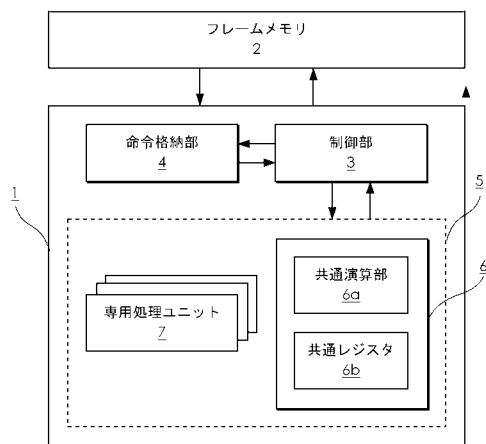 フレームメモリ
2
命令格納部
4
制御部
3
1
5
共通演算部
6a
6
専用処理ユニット
7
共通レジスタ
6b